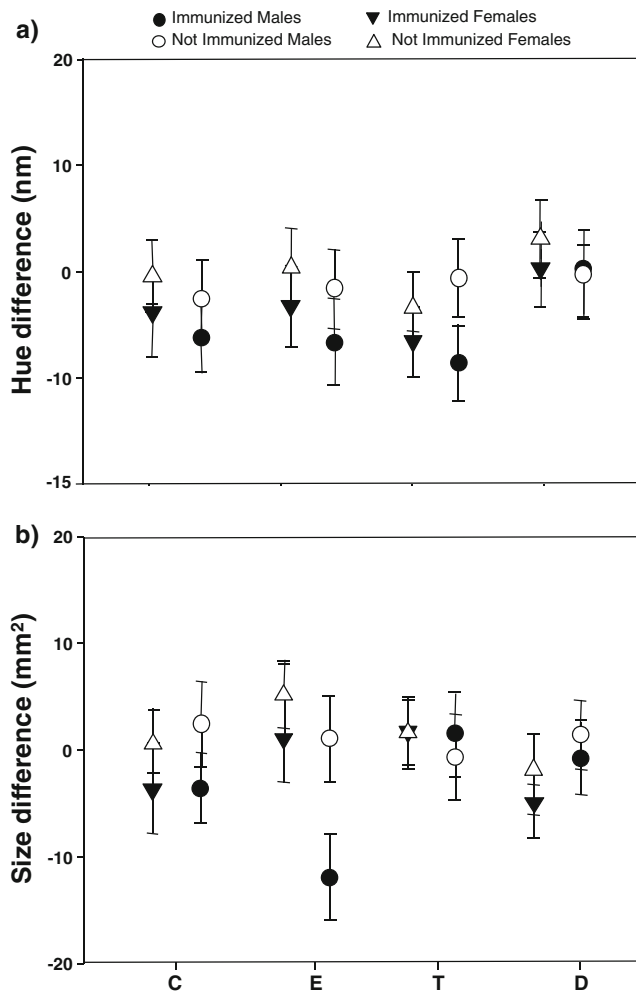 Immunized Males Immunized Females
Not Immunized Males Not Immunized Females
a)
20
10
0
-10
-15
Hue difference (nm)
b)
20
10
0
-10
-20
Size difference (mm²)
C E T D